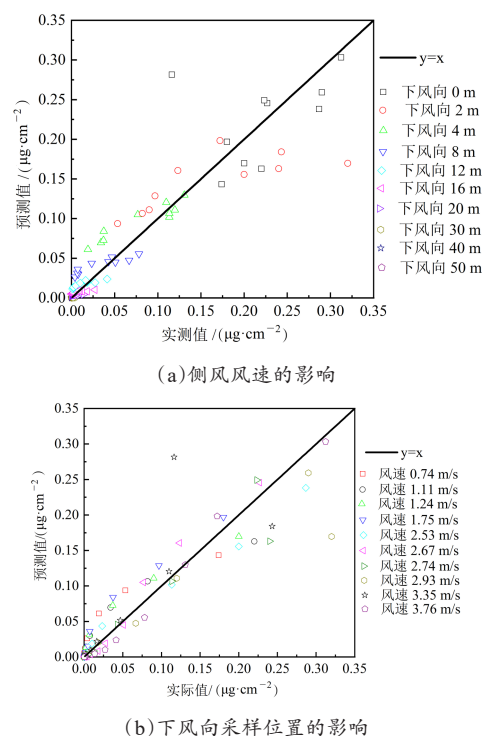 0.35
0.30
0.25
0.20
0.15
0.10
0.05
0.00
预测值/(μg·cm⁻²)
0.00 0.05 0.10 0.15 0.20 0.25 0.30 0.35
实测值/(μg·cm⁻²)
y=x
下风向 0 m
下风向 2 m
下风向 4 m
下风向 8 m
下风向 12 m
下风向 16 m
下风向 20 m
下风向 30 m
下风向 40 m
下风向 50 m
(a)侧风风速的影响
0.35
0.30
0.25
0.20
0.15
0.10
0.05
0.00
预测值/(μg·cm⁻²)
0.00 0.05 0.10 0.15 0.20 0.25 0.30 0.35
实际值/(μg·cm⁻²)
y=x
风速 0.74 m/s
风速 1.11 m/s
风速 1.24 m/s
风速 1.75 m/s
风速 2.53 m/s
风速 2.67 m/s
风速 2.74 m/s
风速 2.93 m/s
风速 3.35 m/s
风速 3.76 m/s
(b)下风向采样位置的影响